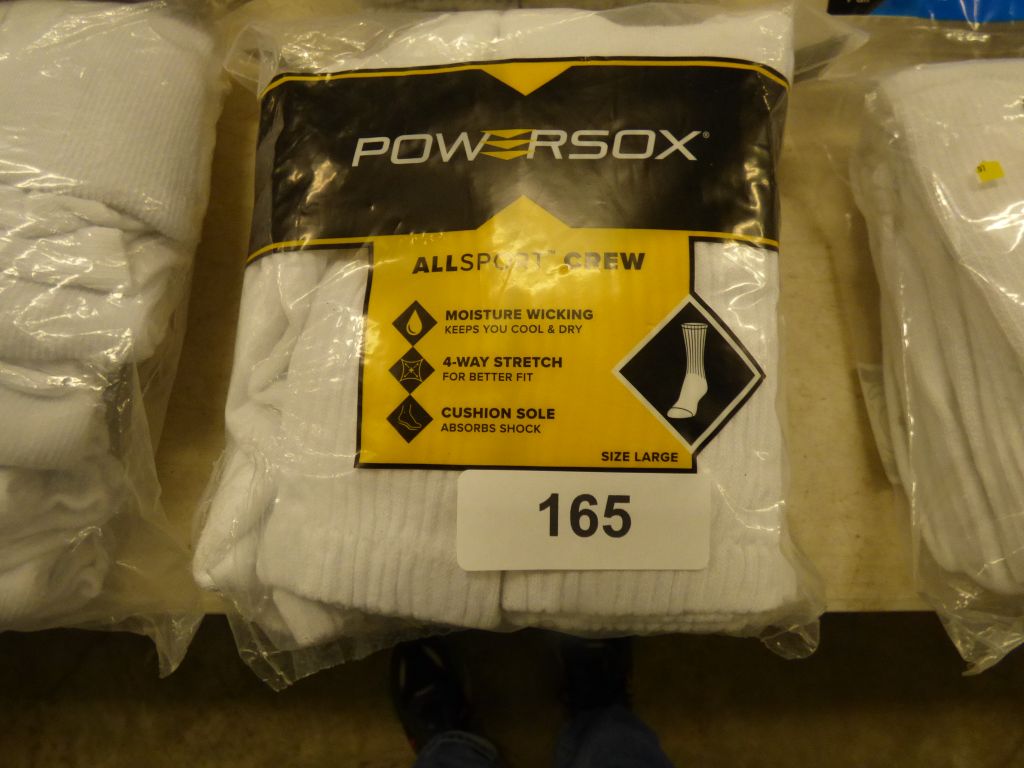 POWERSOX®
ALLSPORT™ CREW
MOISTURE WICKING
KEEPS YOU COOL & DRY
4-WAY STRETCH
FOR BETTER FIT
CUSHION SOLE
ABSORBS SHOCK
SIZE LARGE
165